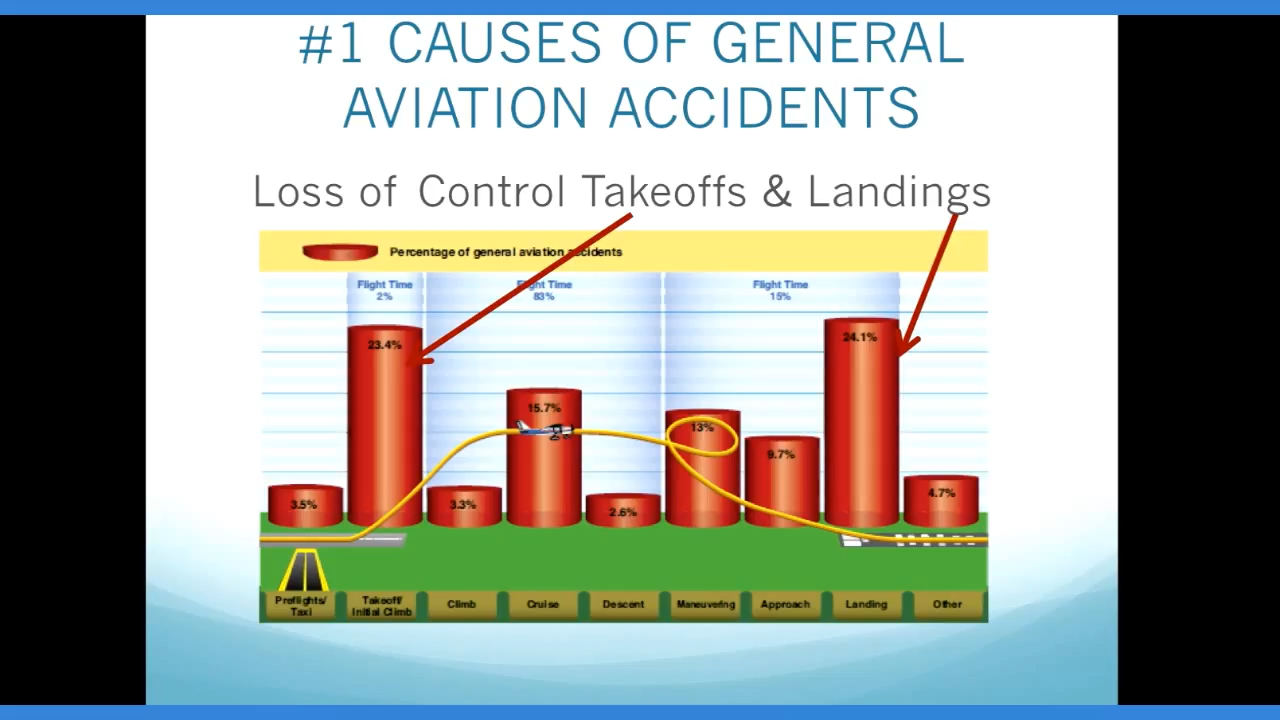 #1 CAUSES OF GENERAL
AVIATION ACCIDENTS
Loss of Control Takeoffs & Landings
Percentage of general aviation accidents
Flight Time
2%
Flight Time
83%
Flight Time
15%
23.4%
24.1%
15.7%
13%
9.7%
3.5%
3.3%
2.6%
4.7%
Preflights/
Taxi
Takeoff/
Initial Climb
Climb
Cruise
Descent
Maneuvering
Approach
Landing
Other